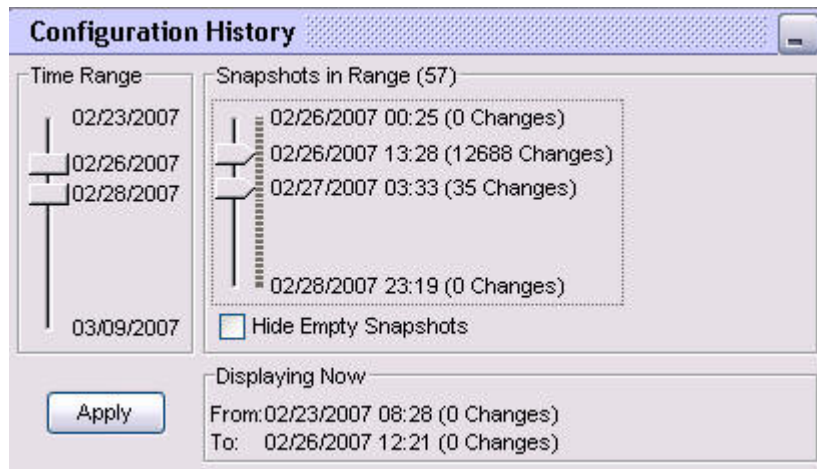 Configuration History
Time Range
02/23/2007
02/26/2007
02/28/2007
03/09/2007
Snapshots in Range (57)
02/26/2007 00:25 (0 Changes)
02/26/2007 13:28 (12688 Changes)
02/27/2007 03:33 (35 Changes)
02/28/2007 23:19 (0 Changes)
Hide Empty Snapshots
Apply
Displaying Now
From:02/23/2007 08:28 (0 Changes)
To: 02/26/2007 12:21 (0 Changes)